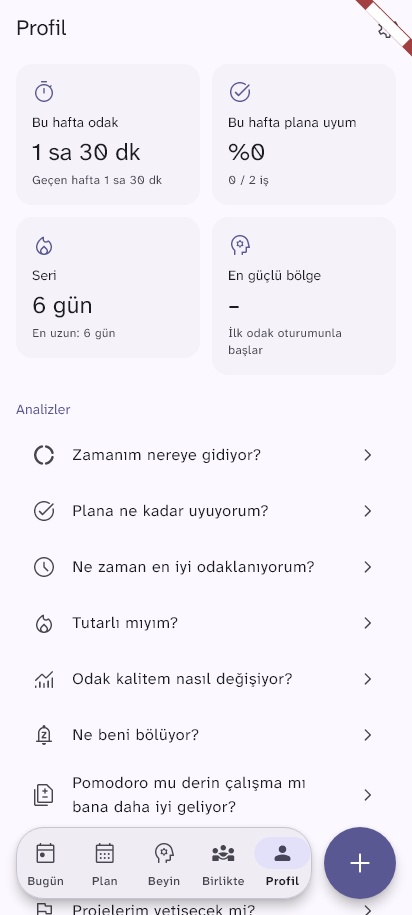 Profil
Bu hafta odak
1 sa 30 dk
Geçen hafta 1 sa 30 dk
Bu hafta plana uyum
%0
0 / 2 iş
Seri
6 gün
En uzun: 6 gün
En güçlü bölge
–
İlk odak oturumunla
başlar
Analizler
Zamanım nereye gidiyor?
Plana ne kadar uyuyorum?
Ne zaman en iyi odaklanıyorum?
Tutarlı mıyım?
Odak kalitem nasıl değişiyor?
Ne beni bölüyor?
Pomodoro mu derin çalışma mı
bana daha iyi geliyor?
Bugün
Plan
Beyin
Birlikte
Profil
Projelerim yetişecek mi?